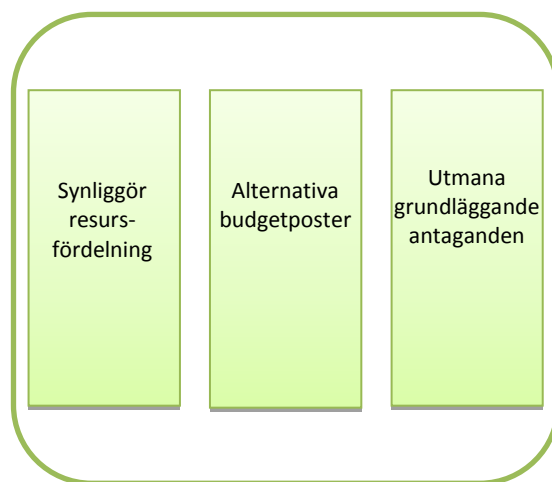 Synliggör
resurs-
fördelning
Alternativa
budgetposter
Utmana
grundläggande
antaganden